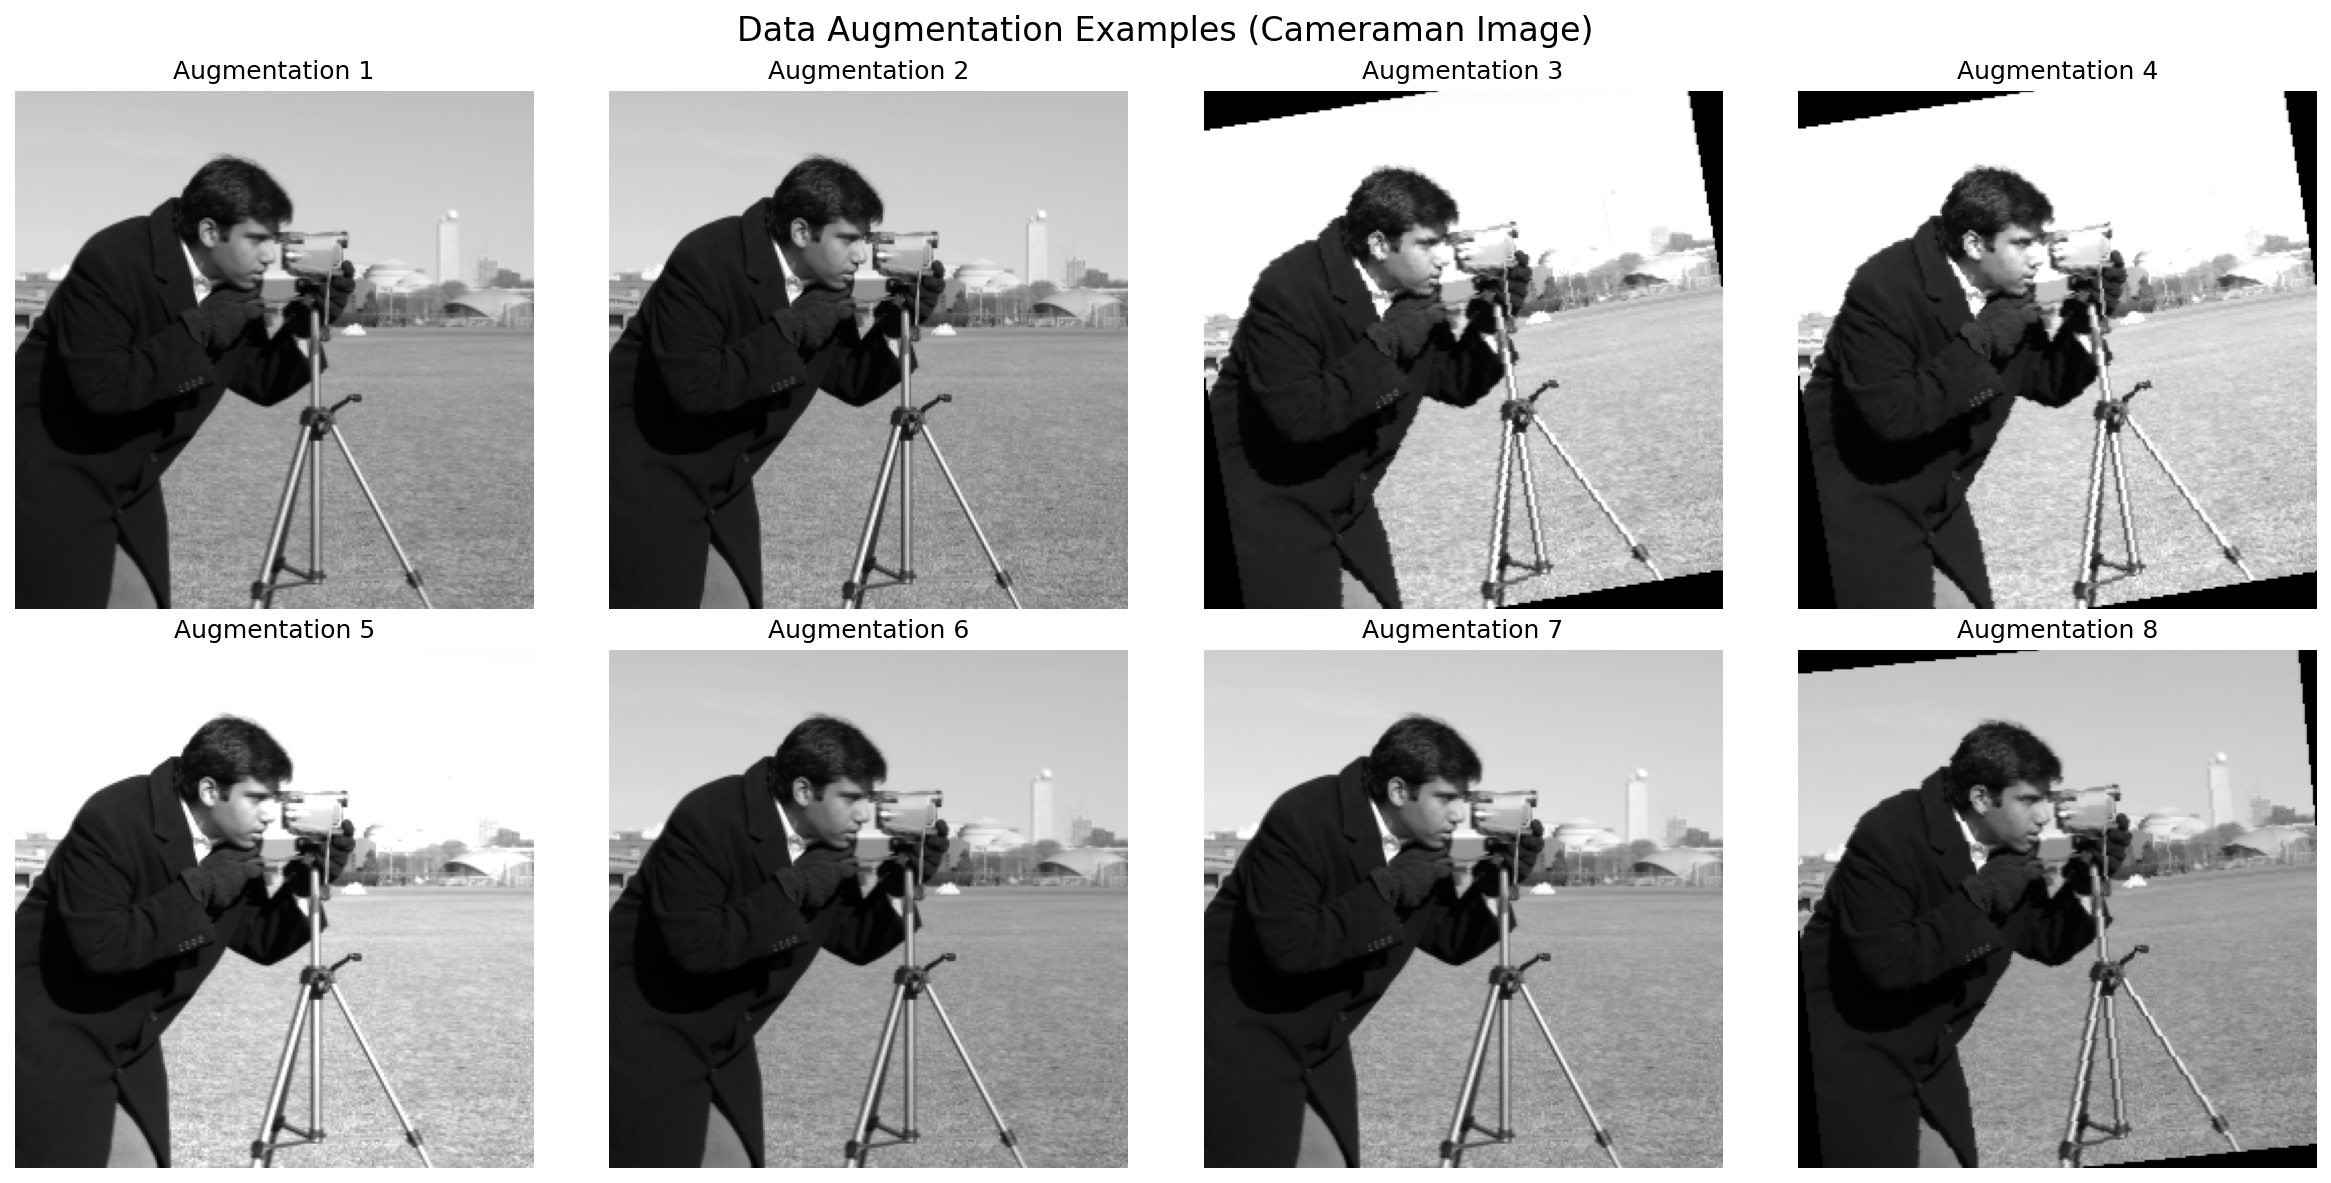 Data Augmentation Examples (Cameraman Image)
Augmentation 1
Augmentation 2
Augmentation 3
Augmentation 4
Augmentation 5
Augmentation 6
Augmentation 7
Augmentation 8